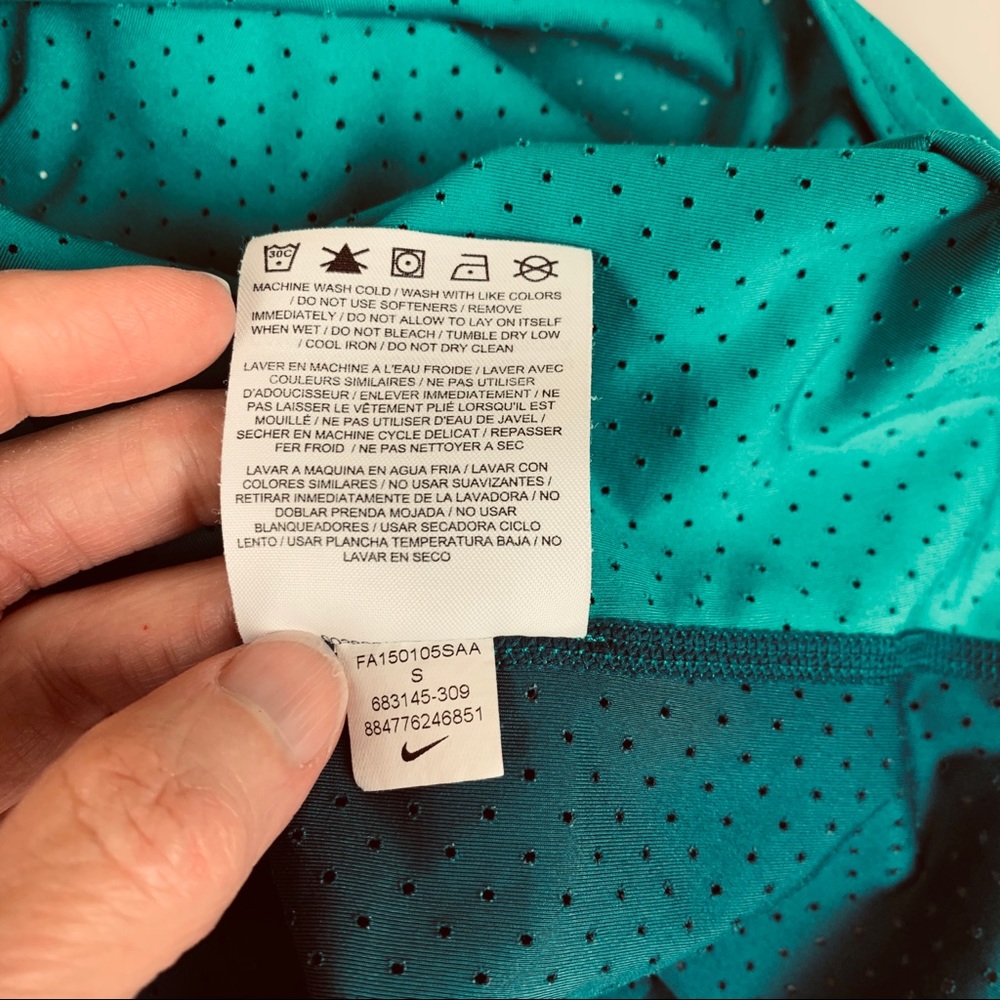 30C
MACHINE WASH COLD / WASH WITH LIKE COLORS
/ DO NOT USE SOFTENERS / REMOVE
IMMEDIATELY / DO NOT ALLOW TO LAY ON ITSELF
WHEN WET / DO NOT BLEACH / TUMBLE DRY LOW
/ COOL IRON / DO NOT DRY CLEAN
LAVER EN MACHINE A L'EAU FROIDE / LAVER AVEC
COULEURS SIMILAIRES / NE PAS UTILISER
D'ADOUCISSEUR / ENLEVER IMMEDIATEMENT / NE
PAS LAISSER LE VÊTEMENT PLIÉ LORSQU'IL EST
MOUILLÉ / NE PAS UTILISER D'EAU DE JAVEL /
SECHER EN MACHINE CYCLE DELICAT / REPASSER
FER FROID / NE PAS NETTOYER A SEC
LAVAR A MAQUINA EN AGUA FRIA / LAVAR CON
COLORES SIMILARES / NO USAR SUAVIZANTES /
RETIRAR INMEDIATAMENTE DE LA LAVADORA / NO
DOBLAR PRENDA MOJADA / NO USAR
BLANQUEADORES / USAR SECADORA CICLO
LENTO / USAR PLANCHA TEMPERATURA BAJA / NO
LAVAR EN SECO
FA150105SAA
S
683145-309
884776246851